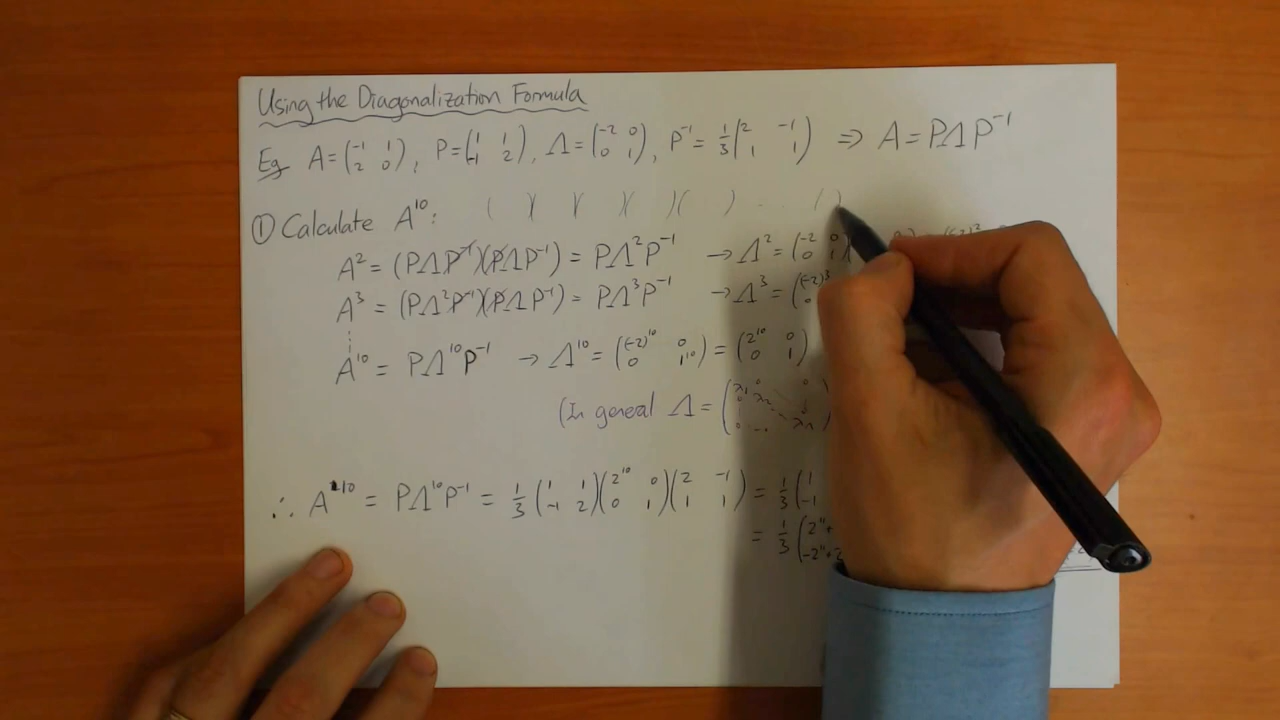 Using the Diagonalization Formula
Eg A = (-1 1 2 0), P = (1 1 -1 2), Λ = (-2 0 0 1), P⁻¹ = 1/3 (2 -1 1 1) ⇒ A = PΛP⁻¹
① Calculate A¹⁰: ( )( )( )( )( ) ... ( )
A² = (PΛP⁻¹)(PΛP⁻¹) = PΛ²P⁻¹ → Λ² = (-2 0 0 1)
A³ = (PΛ²P⁻¹)(PΛP⁻¹) = PΛ³P⁻¹ → Λ³ = ((-2)³ 0
A¹⁰ = PΛ¹⁰P⁻¹ → Λ¹⁰ = ((-2)¹⁰ 0 0 1¹⁰) = (2¹⁰ 0 0 1)
(In general Λ = (λ₁ 0 0 0 λ₂ 0 ... λn)
∴ A¹⁰ = PΛ¹⁰P⁻¹ = 1/3 (1 1 -1 2)(2¹⁰ 0 0 1)(2 -1 1 1) = 1/3 (1 -1
= 1/3 (2¹¹+ -2¹¹+2